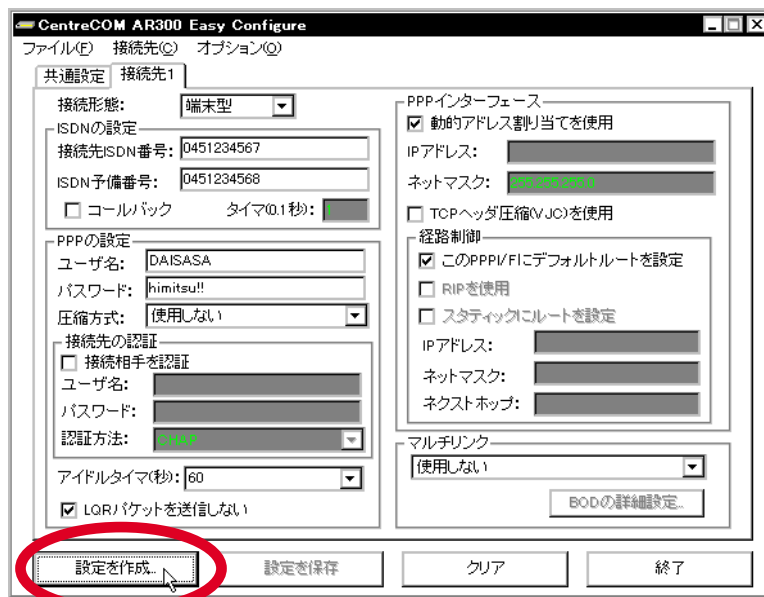 CentreCOM AR300 Easy Configure
ファイル(F) 接続先(C) オプション(O)
共通設定 接続先1
接続形態: 端末型
ISDNの設定
接続先ISDN番号: 0451234567
ISDN予備番号: 0451234568
コールバック タイマ(0.1秒): 1
PPPの設定
ユーザ名: DAISASA
パスワード: himitsu!!
圧縮方式: 使用しない
接続先の認証
接続相手を認証
ユーザ名:
パスワード:
認証方法: CHAP
アイドルタイマ(秒): 60
LQRパケットを送信しない
PPPインターフェース
動的アドレス割り当てを使用
IPアドレス:
ネットマスク: 255.255.255.0
TCPヘッダ圧縮(VJC)を使用
経路制御
このPPPI/Fにデフォルトルートを設定
RIPを使用
スタティックにルートを設定
IPアドレス:
ネットマスク:
ネクストホップ:
マルチリンク
使用しない
BODの詳細設定...
設定を作成... 設定を保存 クリア 終了